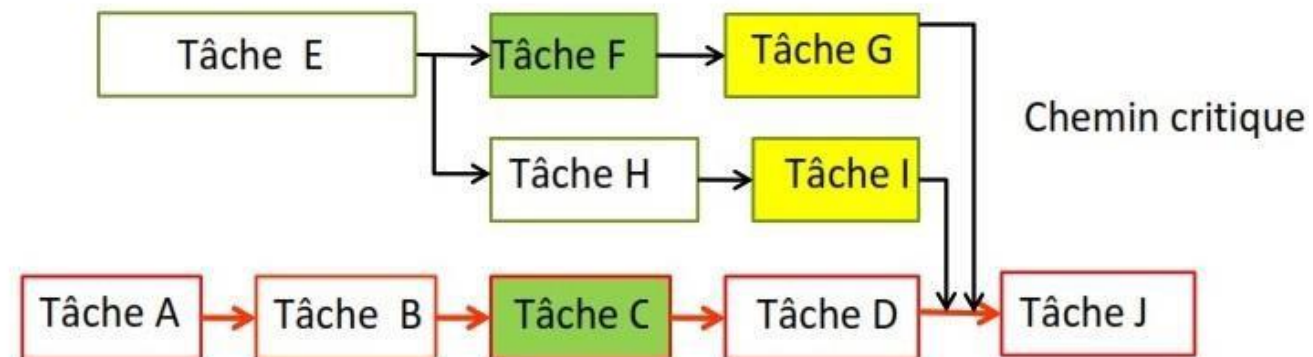 Tâche E
Tâche F
Tâche G
Chemin critique
Tâche H
Tâche I
Tâche A
Tâche B
Tâche C
Tâche D
Tâche J